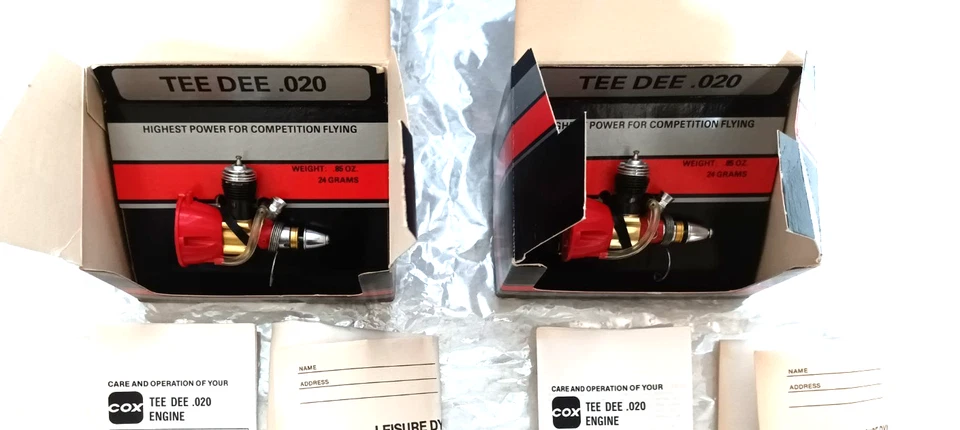 TEE DEE .020
HIGHEST POWER FOR COMPETITION FLYING
WEIGHT: .85 OZ.
24 GRAMS
TEE DEE .020
POWER FOR COMPETITION FLYING
WEIGHT: .85 OZ.
24 GRAMS
CARE AND OPERATION OF YOUR
COX TEE DEE .020
ENGINE
NAME
ADDRESS
LEISURE DY
CARE AND OPERATION OF YOUR
COX TEE DEE .020
ENGINE
NAME
ADDRESS